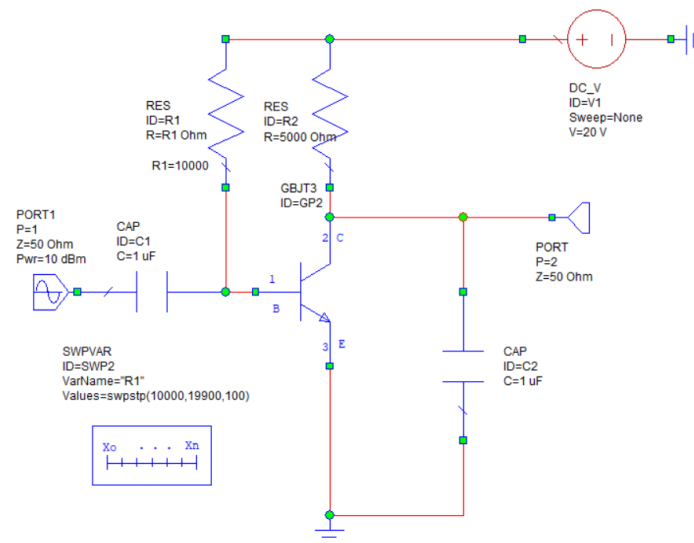 DC_V
ID=V1
Sweep=None
V=20 V
RES
ID=R1
R=R1 Ohm
R1=10000
RES
ID=R2
R=5000 Ohm
GBJT3
ID=GP2
PORT1
P=1
Z=50 Ohm
Pwr=10 dBm
CAP
ID=C1
C=1 uF
2 C
1
B
3 E
PORT
P=2
Z=50 Ohm
CAP
ID=C2
C=1 uF
SWPVAR
ID=SWP2
VarName="R1"
Values=swpstp(10000,19900,100)
Xo . . . Xn